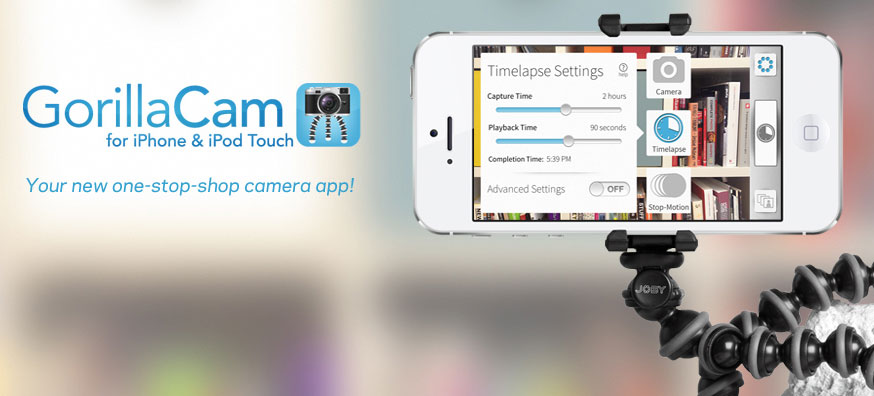 GorillaCam
for iPhone & iPod Touch
Your new one-stop-shop camera app!
Timelapse Settings
?
help
Capture Time 2 hours
Playback Time 90 seconds
Completion Time: 5:39 PM
Advanced Settings OFF
Camera
Timelapse
Stop-Motion
JOBY